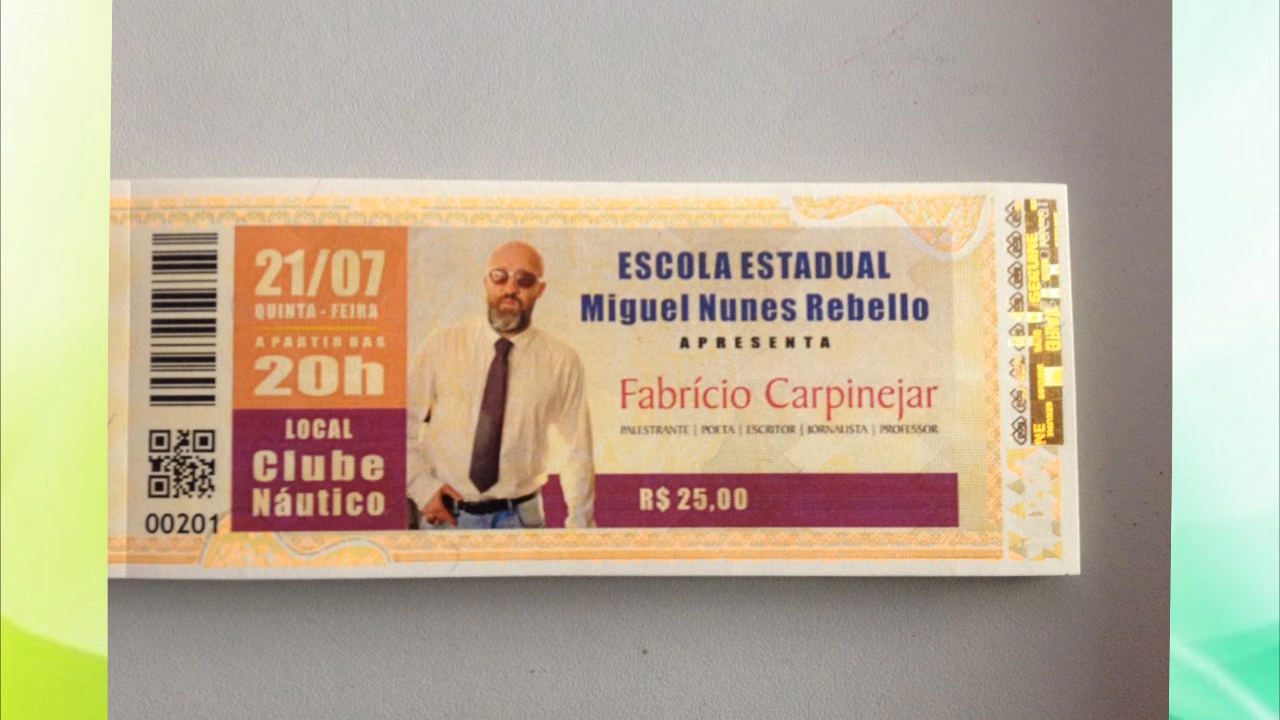 21/07
QUINTA - FEIRA
A PARTIR DAS
20h
LOCAL
Clube
Náutico
00201
ESCOLA ESTADUAL
Miguel Nunes Rebello
APRESENTA
Fabrício Carpinejar
PALESTRANTE | POETA | ESCRITOR | JORNALISTA | PROFESSOR
R$ 25,00
GENUINE